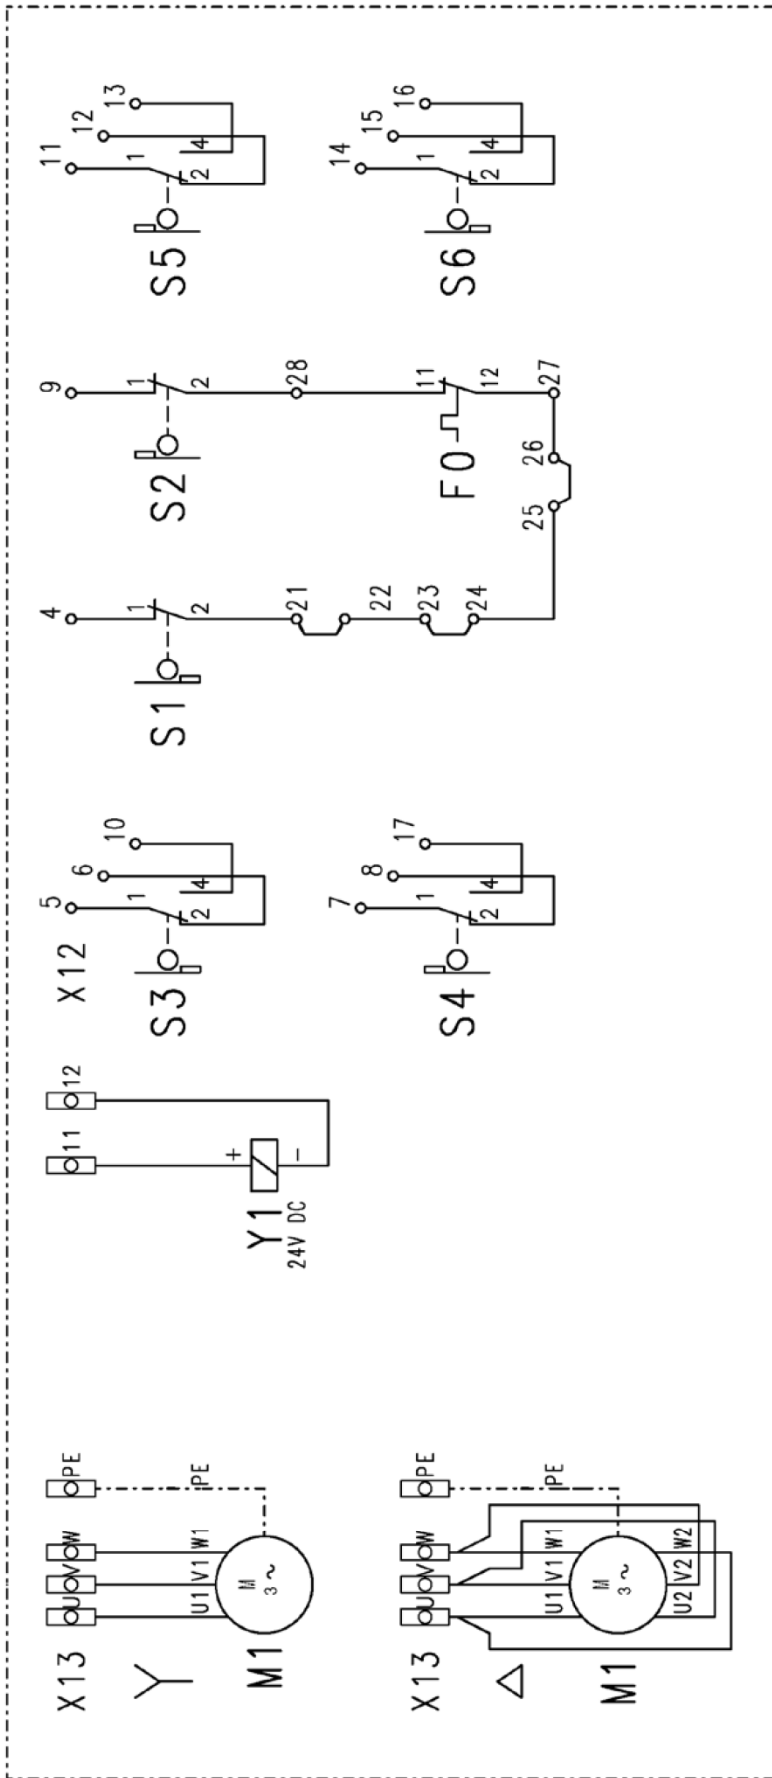 X13
U
V
W
PE
U1
V1
W1
PE
M
3~
M1
X13
U
V
W
PE
U1
V1
W1
PE
M
3~
U2
V2
W2
M1
11
12
+
-
Y1
24V DC
X12
5
6
10
1
2
4
S3
7
8
17
1
2
4
S4
4
1
2
S1
21
22
23
24
25
26
27
9
1
2
S2
28
11
12
F0
11
12
13
1
2
4
S5
14
15
16
1
2
4
S6